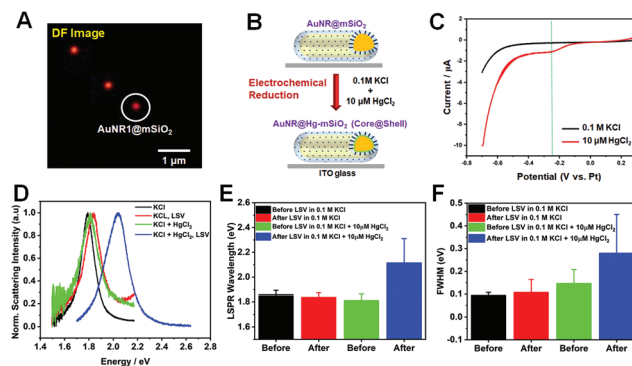 A
DF Image
AuNR1@mSiO₂
1 µm
B
AuNR@mSiO₂
Electrochemical
Reduction
0.1M KCl
+
10 µM HgCl₂
AuNR@Hg-mSiO₂ (Core@Shell)
ITO glass
C
Current / µA
0
-2
-4
-6
-8
-10
0.1 M KCl
10 µM HgCl₂
-0.6
-0.3
0.0
0.2
Potential (V vs. Pt)
D
Norm. Scattering Intensity (a.u)
1.0
0.8
0.6
0.4
0.2
0.0
KCl
KCL, LSV
KCl + HgCl₂
KCl + HgCl₂, LSV
1.4 1.6 1.8 2.0 2.2 2.4 2.6 2.8
Energy / eV
E
LSPR Wavelength (eV)
2.4
2.2
2.0
1.8
1.6
Before LSV in 0.1 M KCl
After LSV in 0.1 M KCl
Before LSV in 0.1 M KCl + 10µM HgCl₂
After LSV in 0.1 M KCl + 10µM HgCl₂
Before After Before After
F
FWHM (eV)
0.5
0.4
0.3
0.2
0.1
0.0
-0.1
Before LSV in 0.1 M KCl
After LSV in 0.1 M KCl
Before LSV in 0.1 M KCl + 10µM HgCl₂
After LSV in 0.1 M KCl + 10µM HgCl₂
Before After Before After